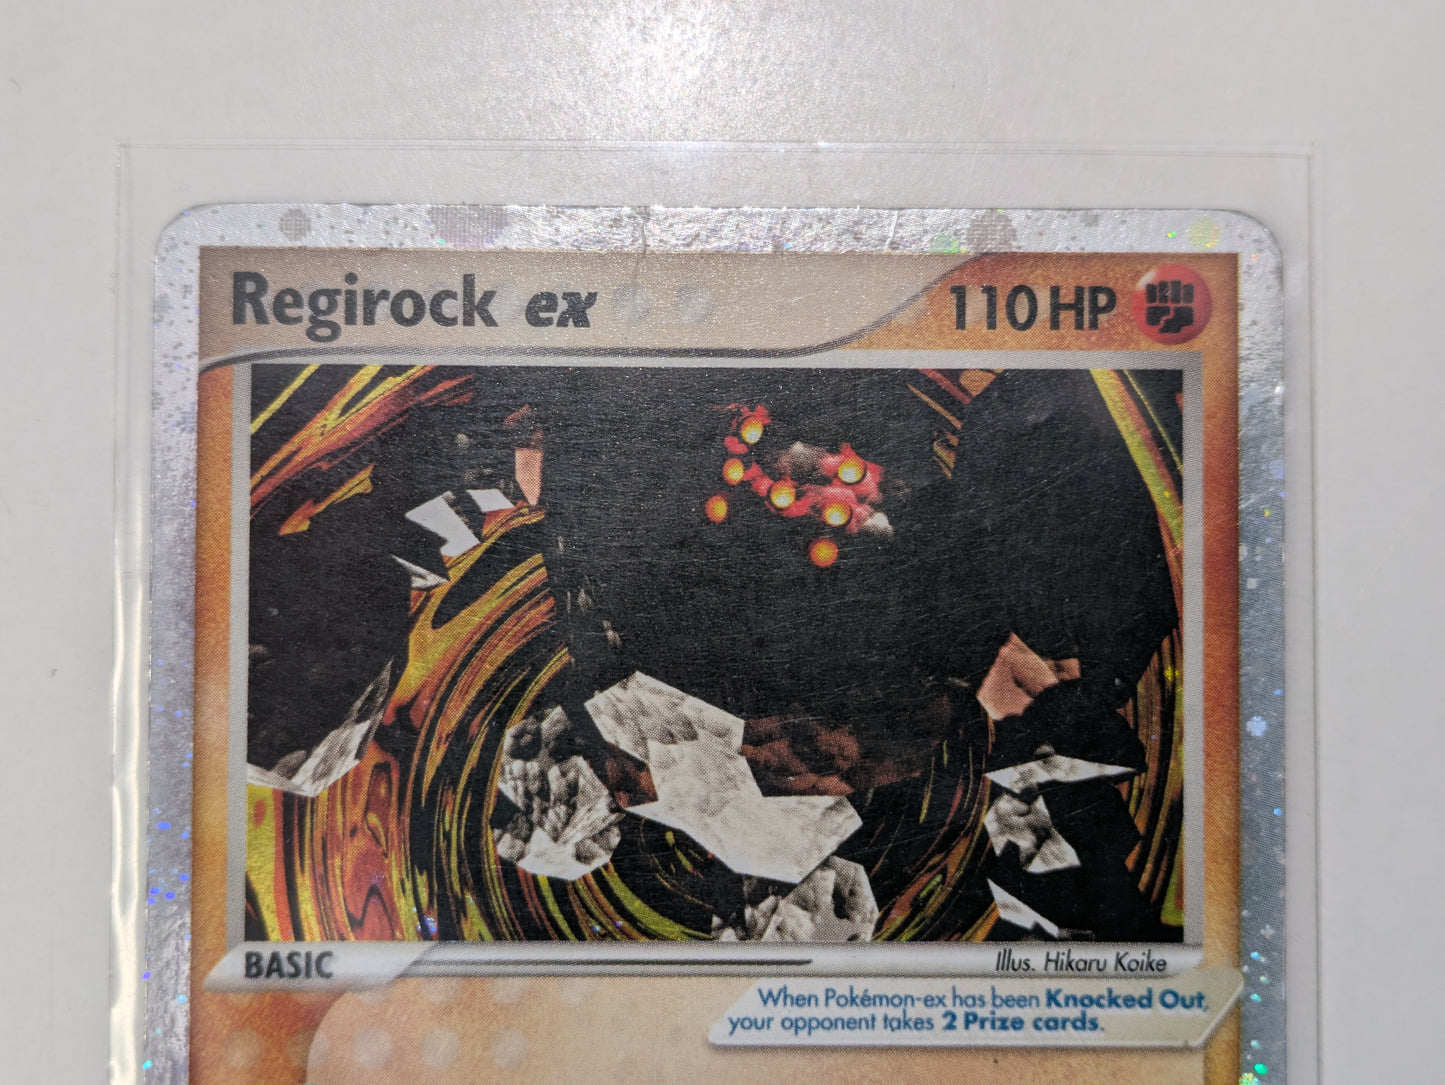 Regirock ex
110 HP
BASIC
Illus. Hikaru Koike
When Pokémon-ex has been Knocked Out,
your opponent takes 2 Prize cards.